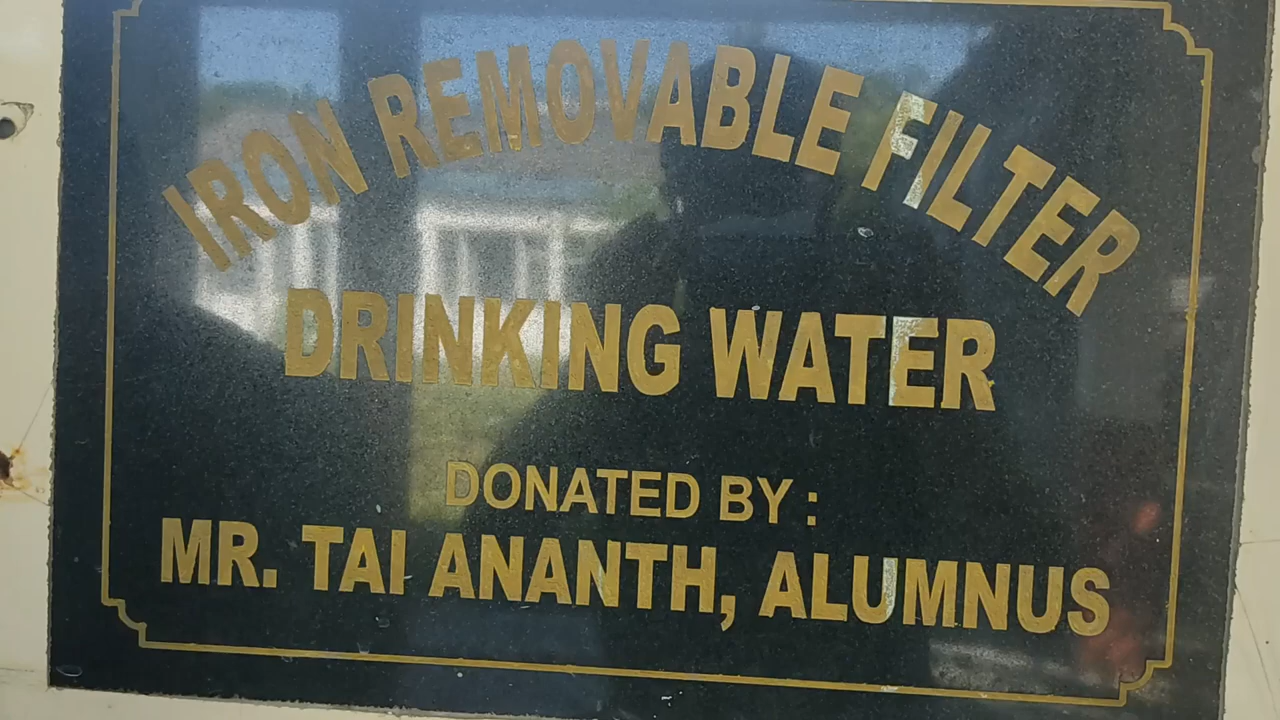 IRON REMOVABLE FILTER
DRINKING WATER
DONATED BY :
MR. TAI ANANTH, ALUMNUS